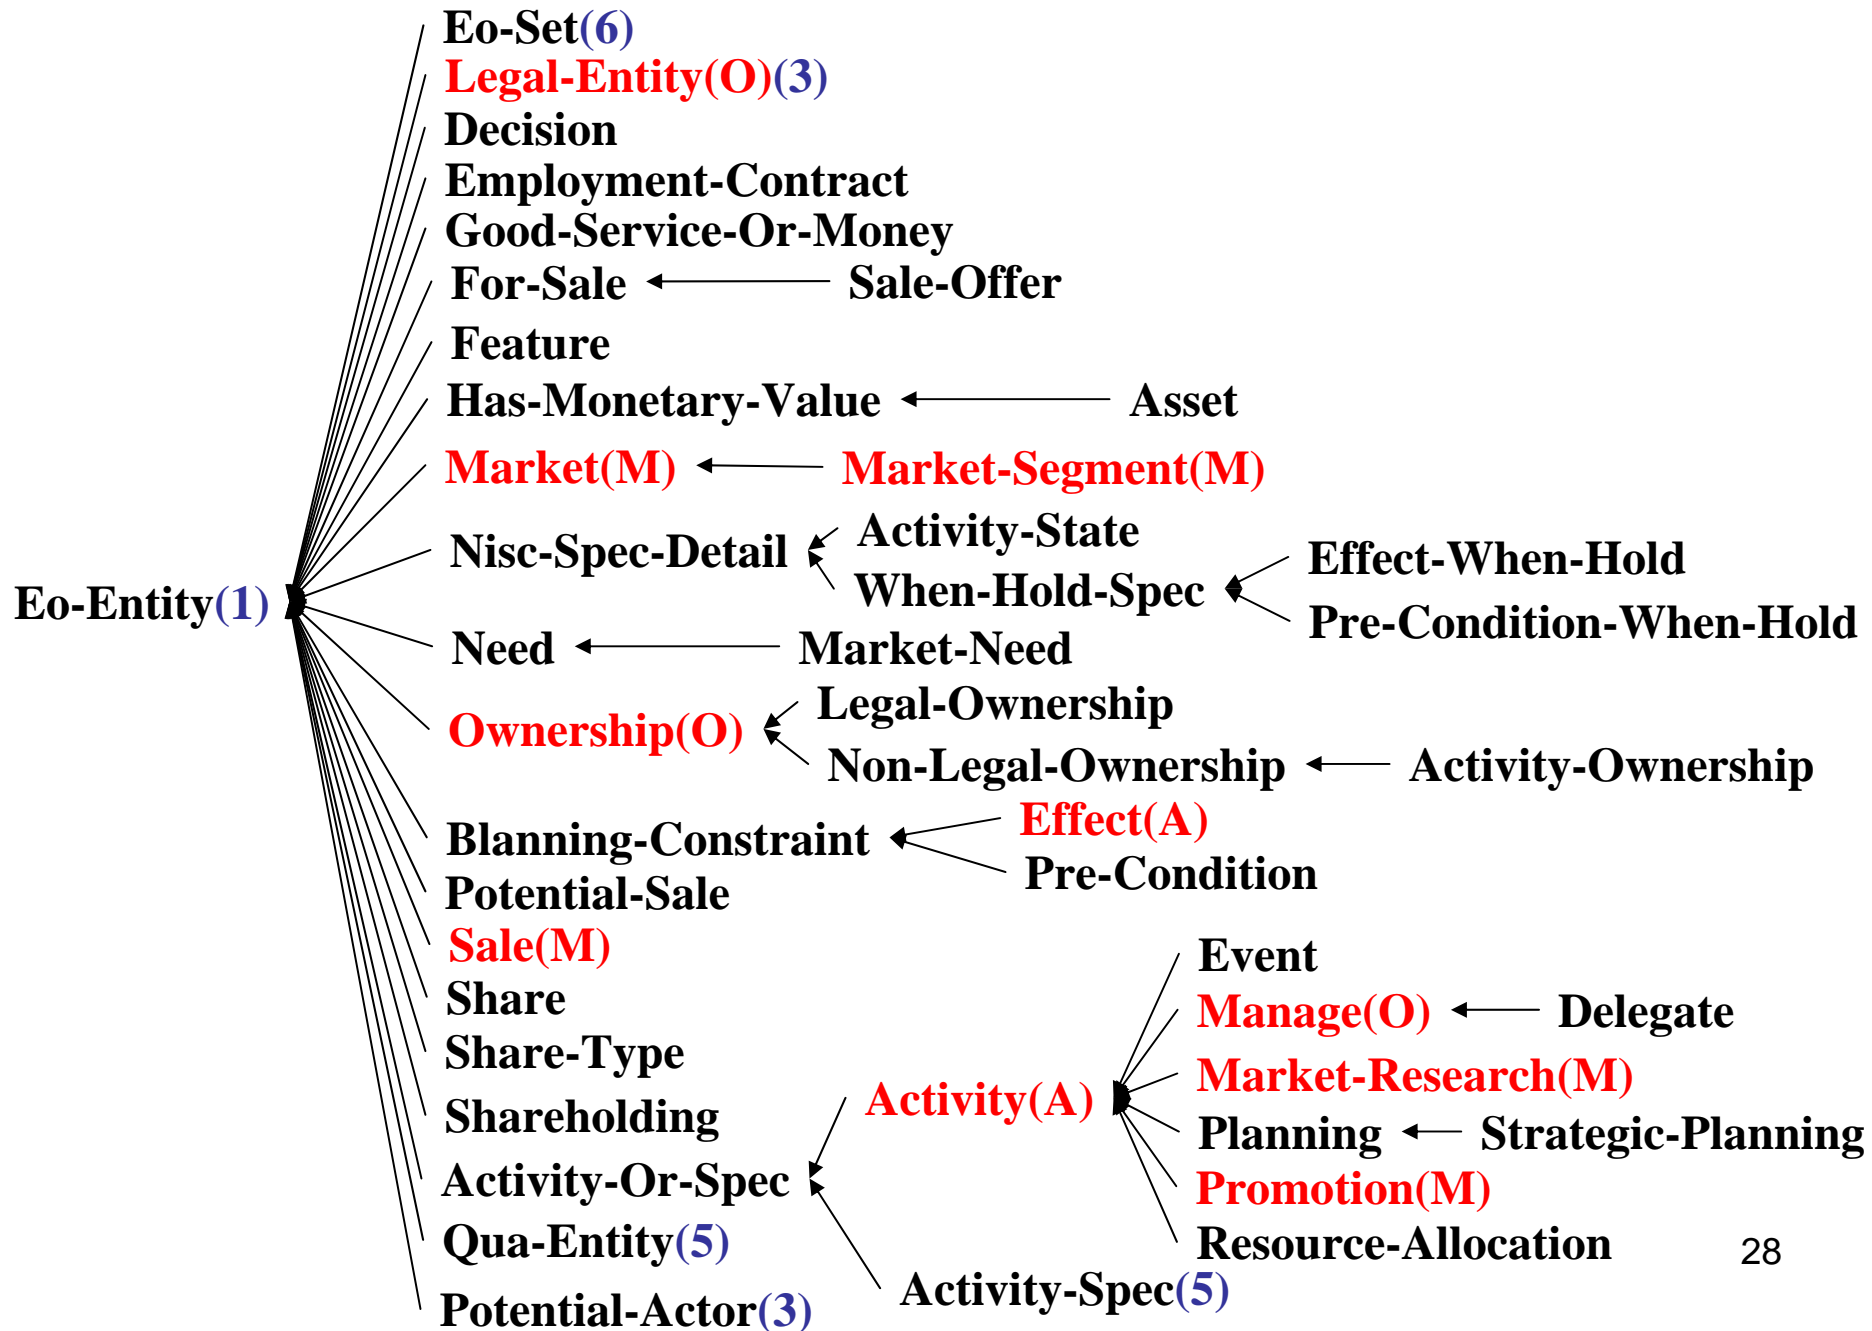 Eo-Set(6)
Legal-Entity(O)(3)
Decision
Employment-Contract
Good-Service-Or-Money
For-Sale Sale-Offer
Feature
Has-Monetary-Value Asset
Market(M) Market-Segment(M)
Activity-State
Nisc-Spec-Detail
Effect-When-Hold
When-Hold-Spec
Eo-Entity(1)
Pre-Condition-When-Hold
Need Market-Need
Legal-Ownership
Ownership(O)
Non-Legal-Ownership Activity-Ownership
Effect(A)
Blanning-Constraint
Pre-Condition
Potential-Sale
Sale(M)
Event
Share
Manage(O) Delegate
Share-Type
Market-Research(M)
Activity(A)
Shareholding
Planning Strategic-Planning
Activity-Or-Spec
Promotion(M)
Qua-Entity(5)
Resource-Allocation
28
Activity-Spec(5)
Potential-Actor(3)